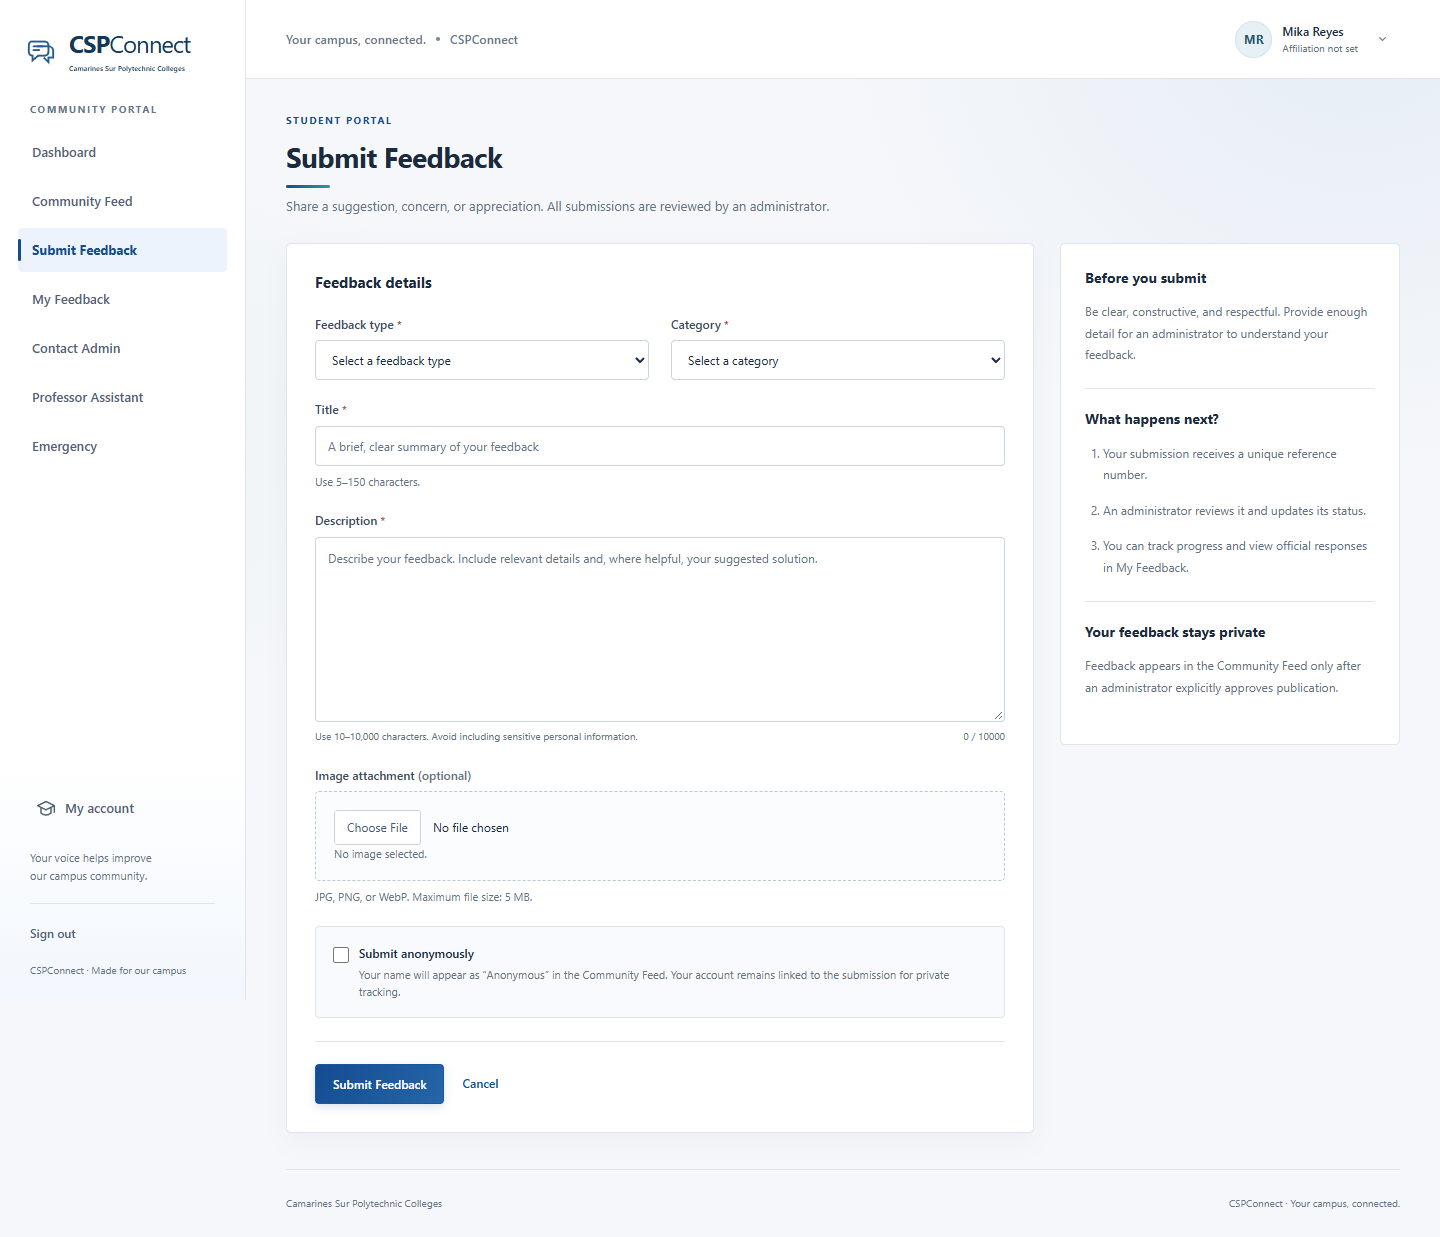 CSPConnect
Camarines Sur Polytechnic Colleges
COMMUNITY PORTAL
Dashboard
Community Feed
Submit Feedback
My Feedback
Contact Admin
Professor Assistant
Emergency
My account
Your voice helps improve
our campus community.
Sign out
CSPConnect · Made for our campus
Your campus, connected. • CSPConnect
MR
Mika Reyes
Affiliation not set
STUDENT PORTAL
Submit Feedback
Share a suggestion, concern, or appreciation. All submissions are reviewed by an administrator.
Feedback details
Feedback type *
Category *
Select a feedback type
Select a category
Title *
A brief, clear summary of your feedback
Use 5–150 characters.
Description *
Describe your feedback. Include relevant details and, where helpful, your suggested solution.
Use 10–10,000 characters. Avoid including sensitive personal information.
0 / 10000
Image attachment (optional)
Choose File
No file chosen
No image selected.
JPG, PNG, or WebP. Maximum file size: 5 MB.
Submit anonymously
Your name will appear as “Anonymous” in the Community Feed. Your account remains linked to the submission for private
tracking.
Submit Feedback
Cancel
Before you submit
Be clear, constructive, and respectful. Provide enough
detail for an administrator to understand your
feedback.
What happens next?
1. Your submission receives a unique reference
number.
2. An administrator reviews it and updates its status.
3. You can track progress and view official responses
in My Feedback.
Your feedback stays private
Feedback appears in the Community Feed only after
an administrator explicitly approves publication.
Camarines Sur Polytechnic Colleges
CSPConnect · Your campus, connected.